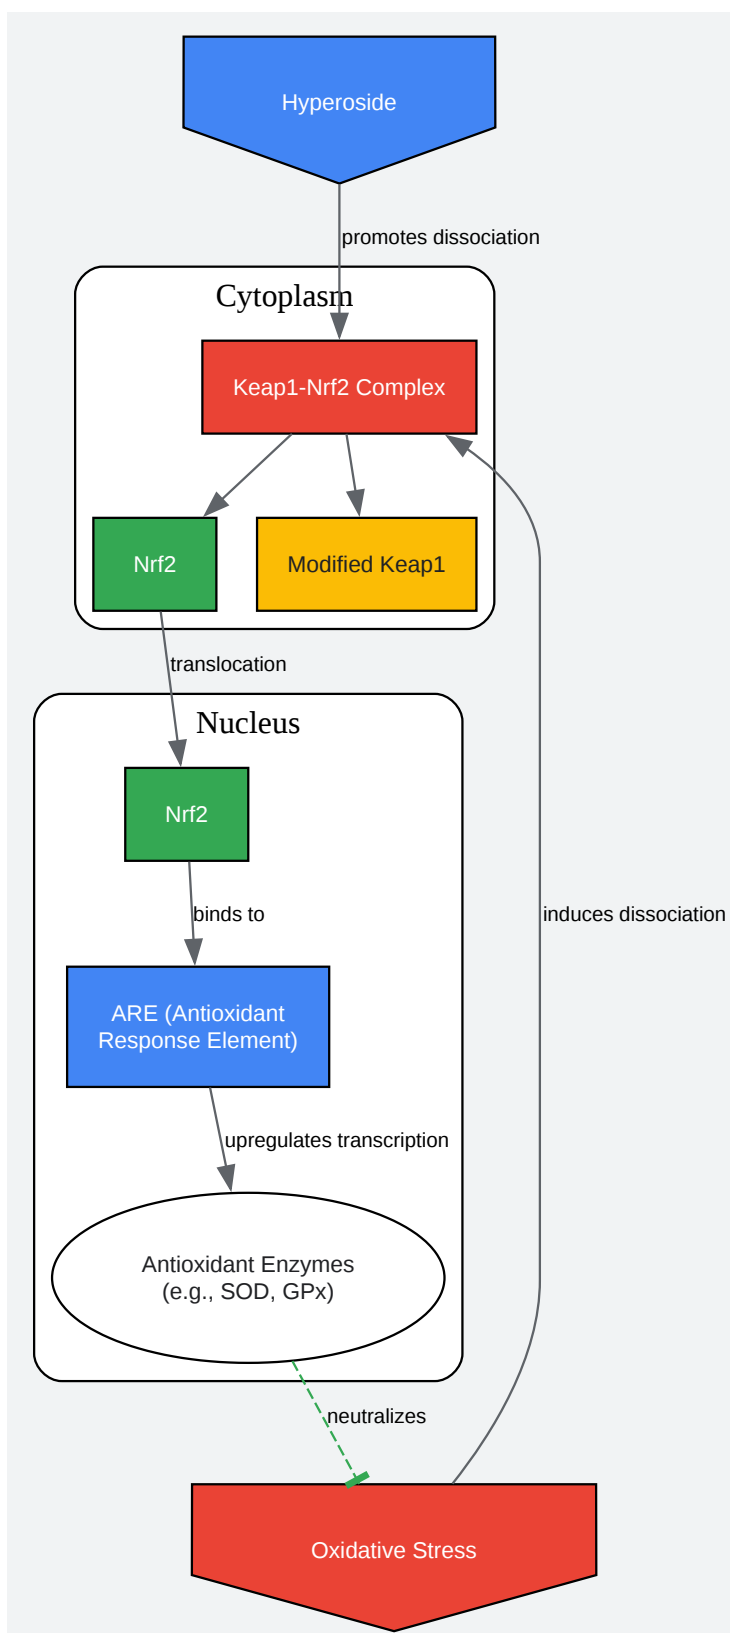 Hyperoside
promotes dissociation
Cytoplasm
Keap1-Nrf2 Complex
Nrf2
Modified Keap1
translocation
Nucleus
Nrf2
binds to
induces dissociation
ARE (Antioxidant
Response Element)
upregulates transcription
Antioxidant Enzymes
(e.g., SOD, GPx)
neutralizes
Oxidative Stress